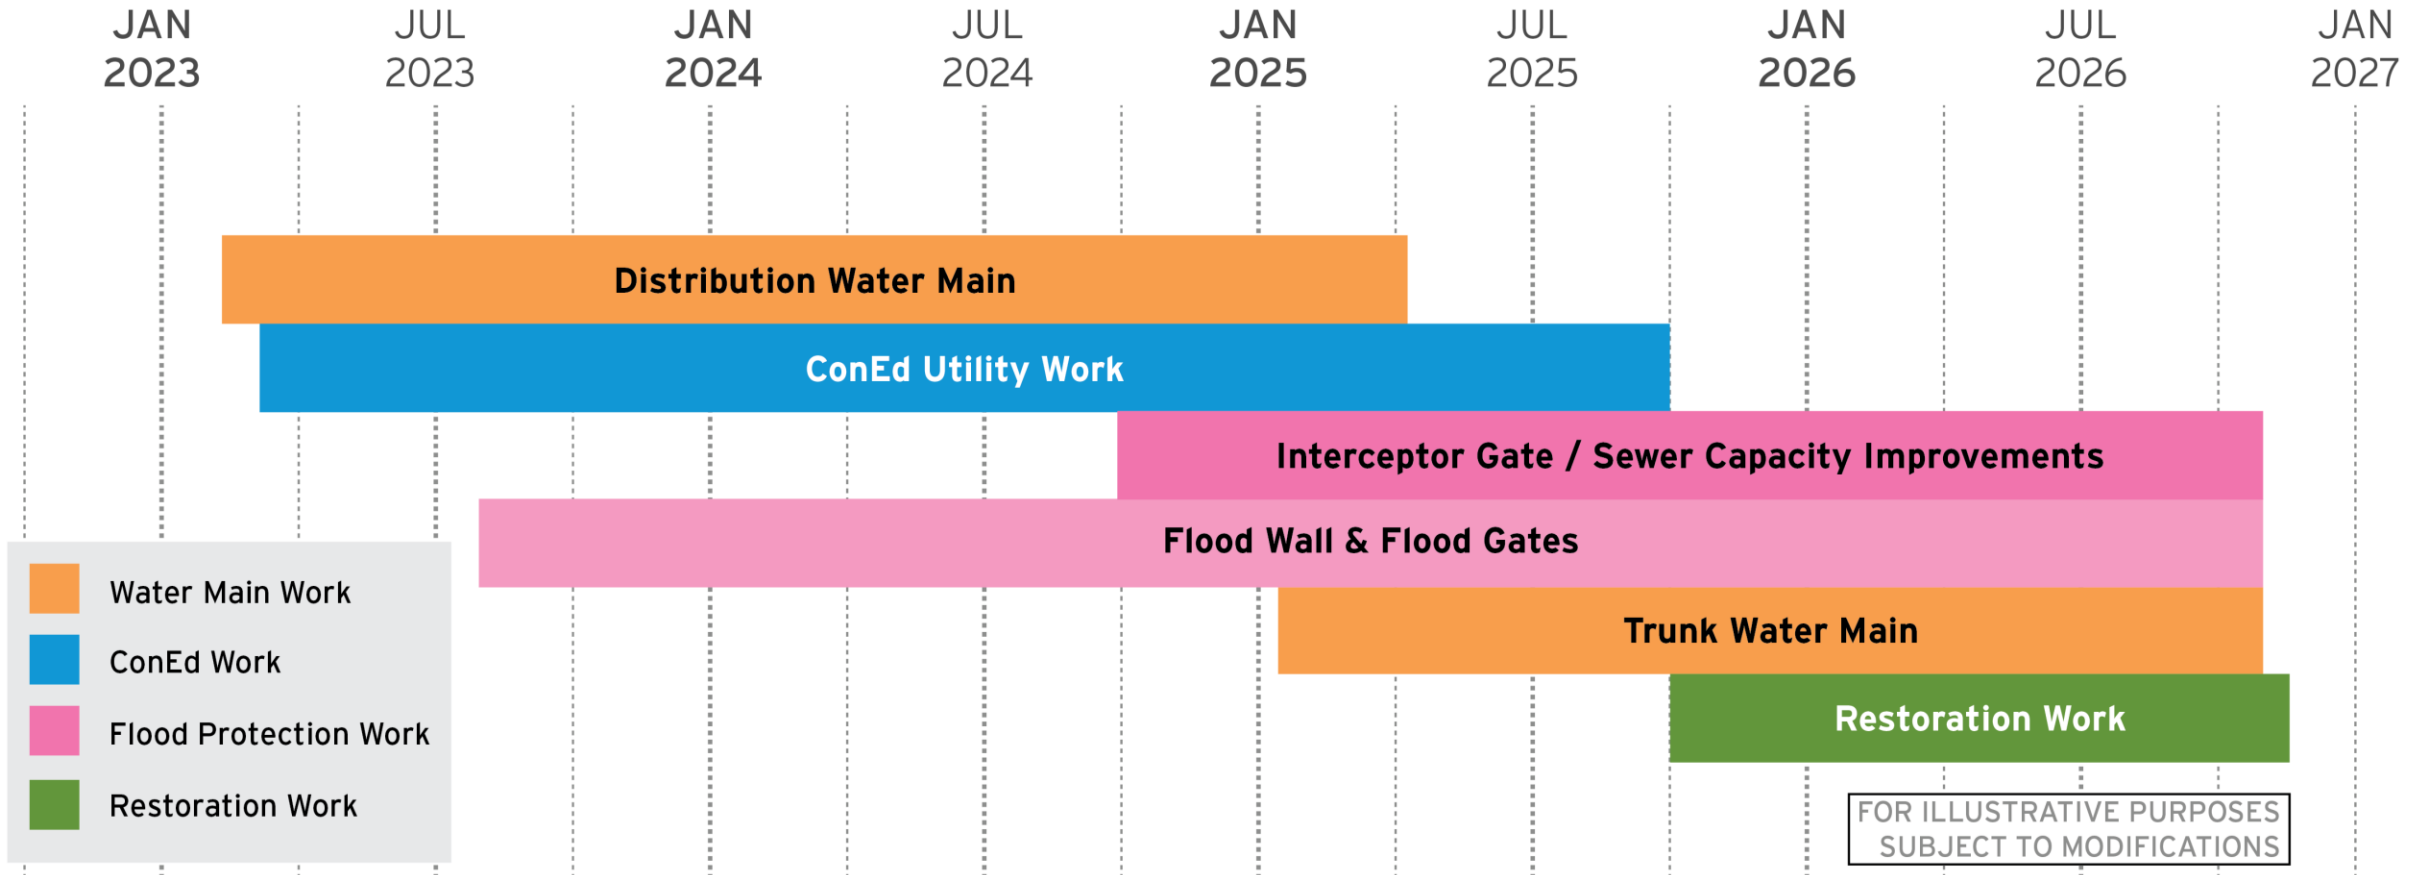 JAN JUL JAN JUL JAN JUL JAN JUL JAN
2023 2023 2024 2024 2025 2025 2026 2026 2027
Distribution Water Main
ConEd Utility Work
Interceptor Gate / Sewer Capacity Improvements
Flood Wall & Flood Gates
Trunk Water Main
Restoration Work
Water Main Work
ConEd Work
Flood Protection Work
Restoration Work
FOR ILLUSTRATIVE PURPOSES
SUBJECT TO MODIFICATIONS